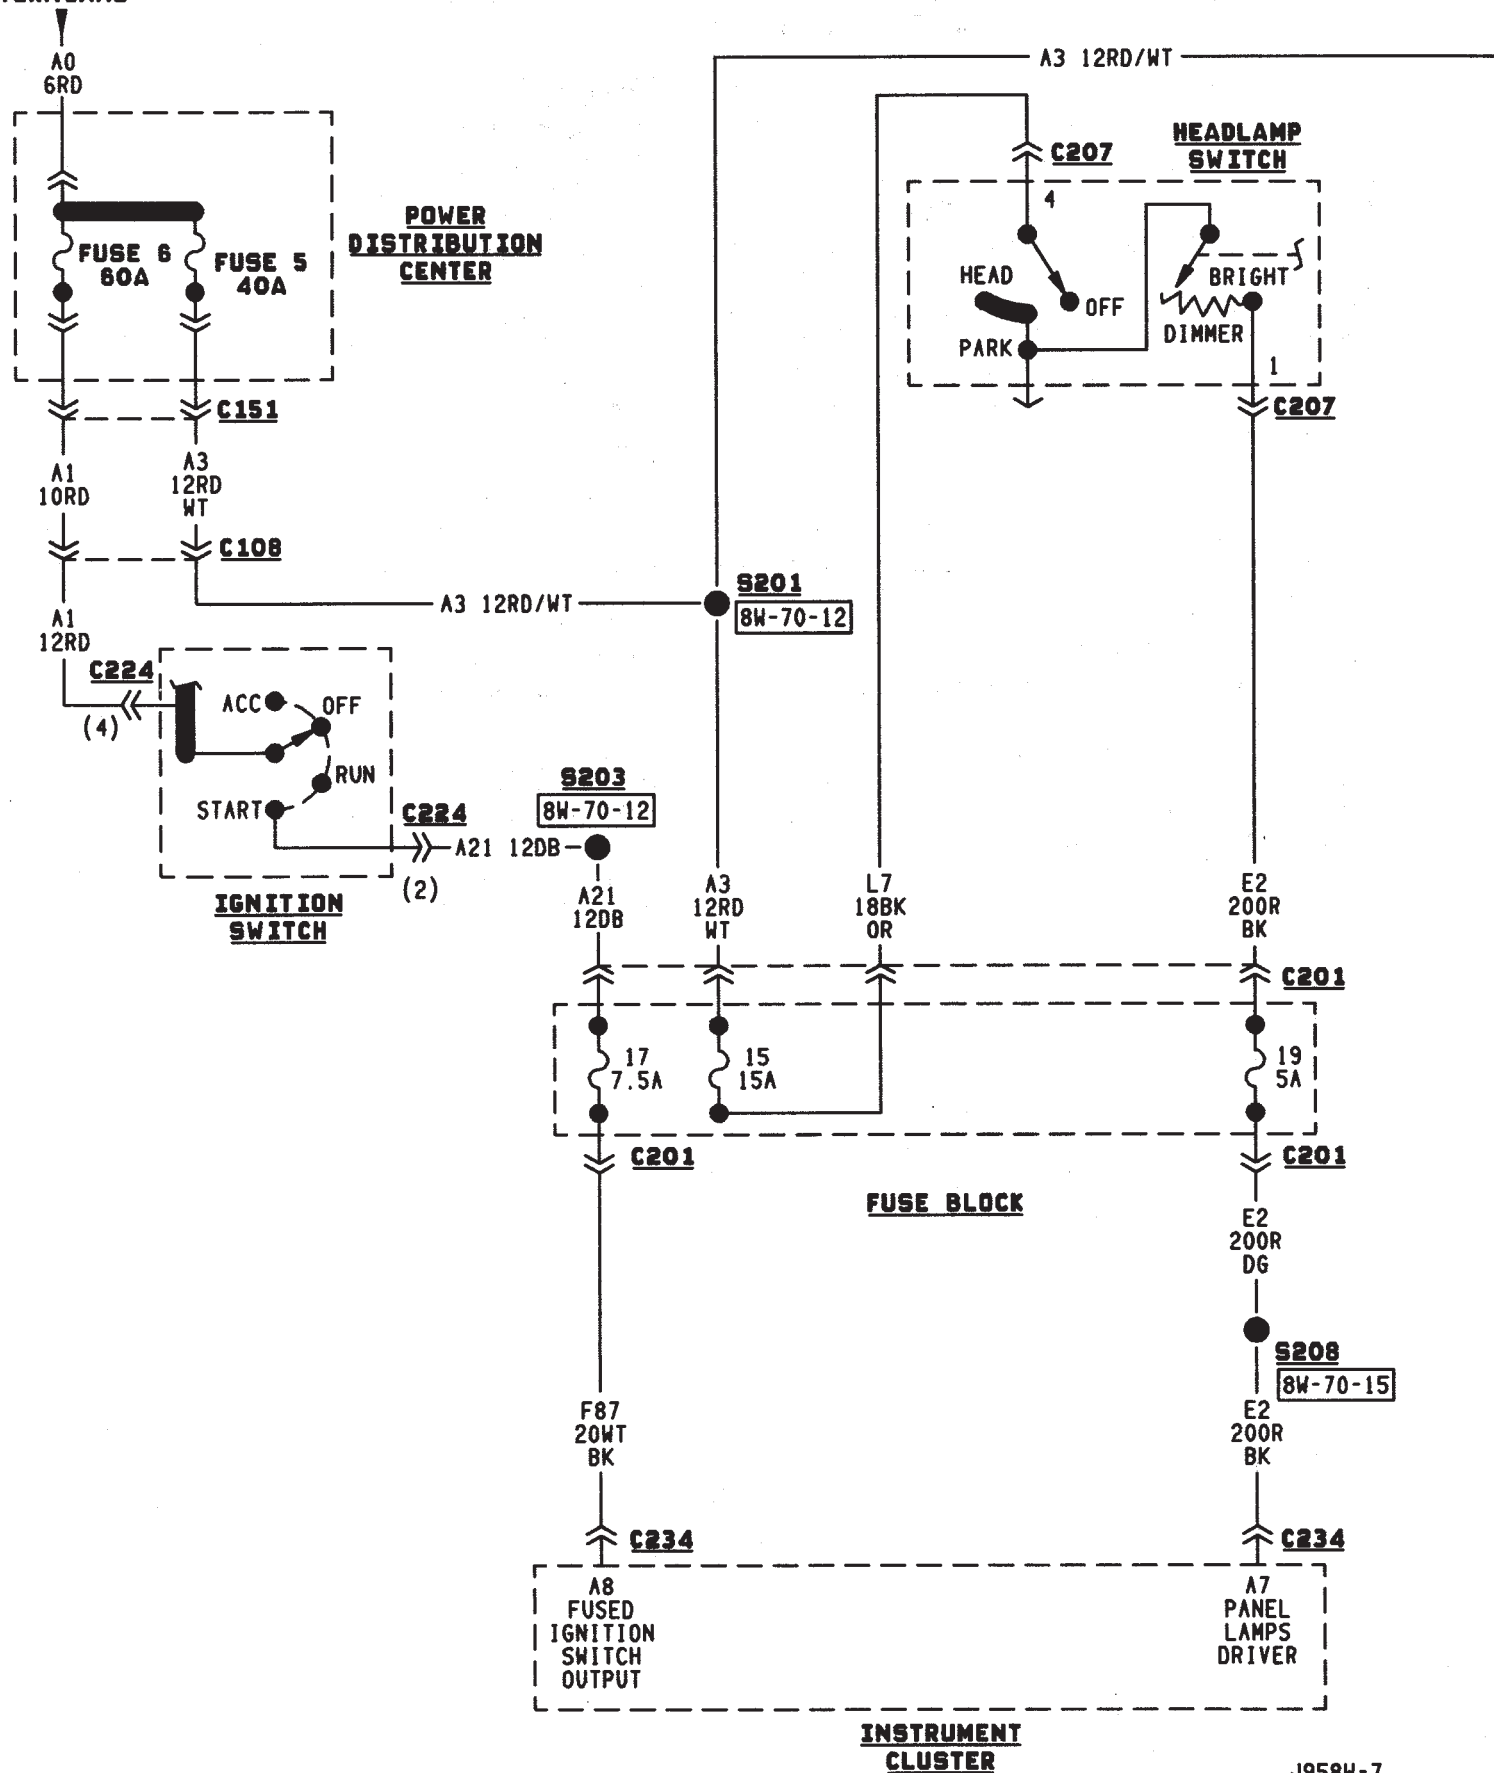 A0
6RD
A3 12RD/WT
C207
HEADLAMP
SWITCH
4
POWER
DISTRIBUTION
CENTER
FUSE 6
60A
FUSE 5
40A
HEAD
OFF
BRIGHT
DIMMER
PARK
1
C207
C151
A1
10RD
A3
12RD
WT
C108
A3 12RD/WT
S201
8W-70-12
A1
12RD
C224
(4)
ACC
OFF
RUN
START
C224
(2)
IGNITION
SWITCH
S203
8W-70-12
A21 12DB
A21
12DB
A3
12RD
WT
L7
18BK
OR
E2
200R
BK
C201
17
7.5A
15
15A
19
5A
C201
C201
FUSE BLOCK
E2
200R
DG
S208
8W-70-15
F87
20WT
BK
E2
200R
BK
C234
C234
A8
FUSED
IGNITION
SWITCH
OUTPUT
A7
PANEL
LAMPS
DRIVER
INSTRUMENT
CLUSTER
J958W-7